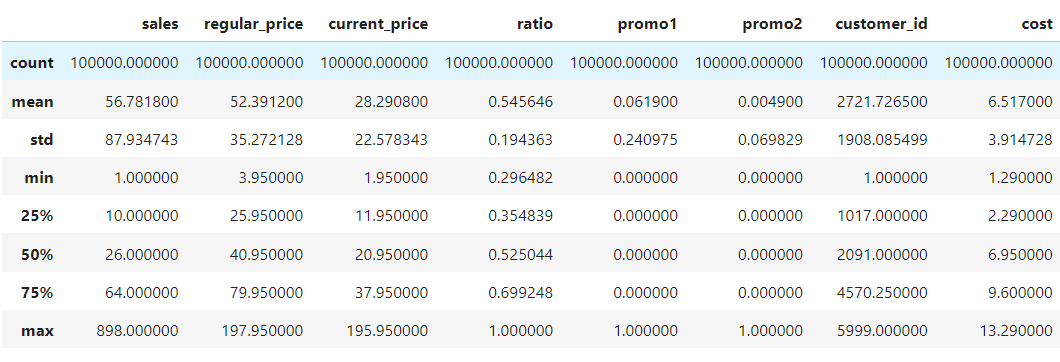 sales regular_price current_price ratio promo1 promo2 customer_id cost
count 100000.000000 100000.000000 100000.000000 100000.000000 100000.000000 100000.000000 100000.000000 100000.000000
mean 56.781800 52.391200 28.290800 0.545646 0.061900 0.004900 2721.726500 6.517000
std 87.934743 35.272128 22.578343 0.194363 0.240975 0.069829 1908.085499 3.914728
min 1.000000 3.950000 1.950000 0.296482 0.000000 0.000000 1.000000 1.290000
25% 10.000000 25.950000 11.950000 0.354839 0.000000 0.000000 1017.000000 2.290000
50% 26.000000 40.950000 20.950000 0.525044 0.000000 0.000000 2091.000000 6.950000
75% 64.000000 79.950000 37.950000 0.699248 0.000000 0.000000 4570.250000 9.600000
max 898.000000 197.950000 195.950000 1.000000 1.000000 1.000000 5999.000000 13.290000